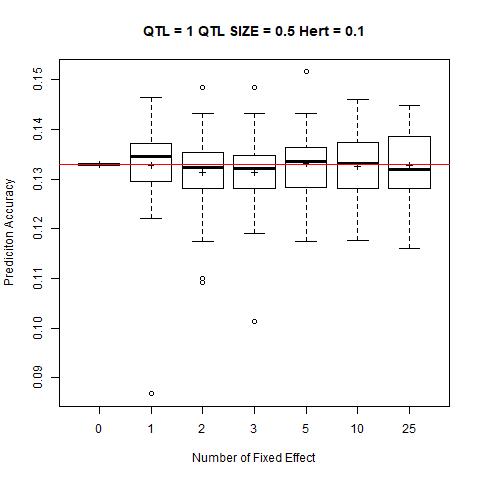 QTL = 1 QTL SIZE = 0.5 Hert = 0.1
Prediciton Accuracy
0.15
0.14
0.13
0.12
0.11
0.10
0.09
0 1 2 3 5 10 25
Number of Fixed Effect